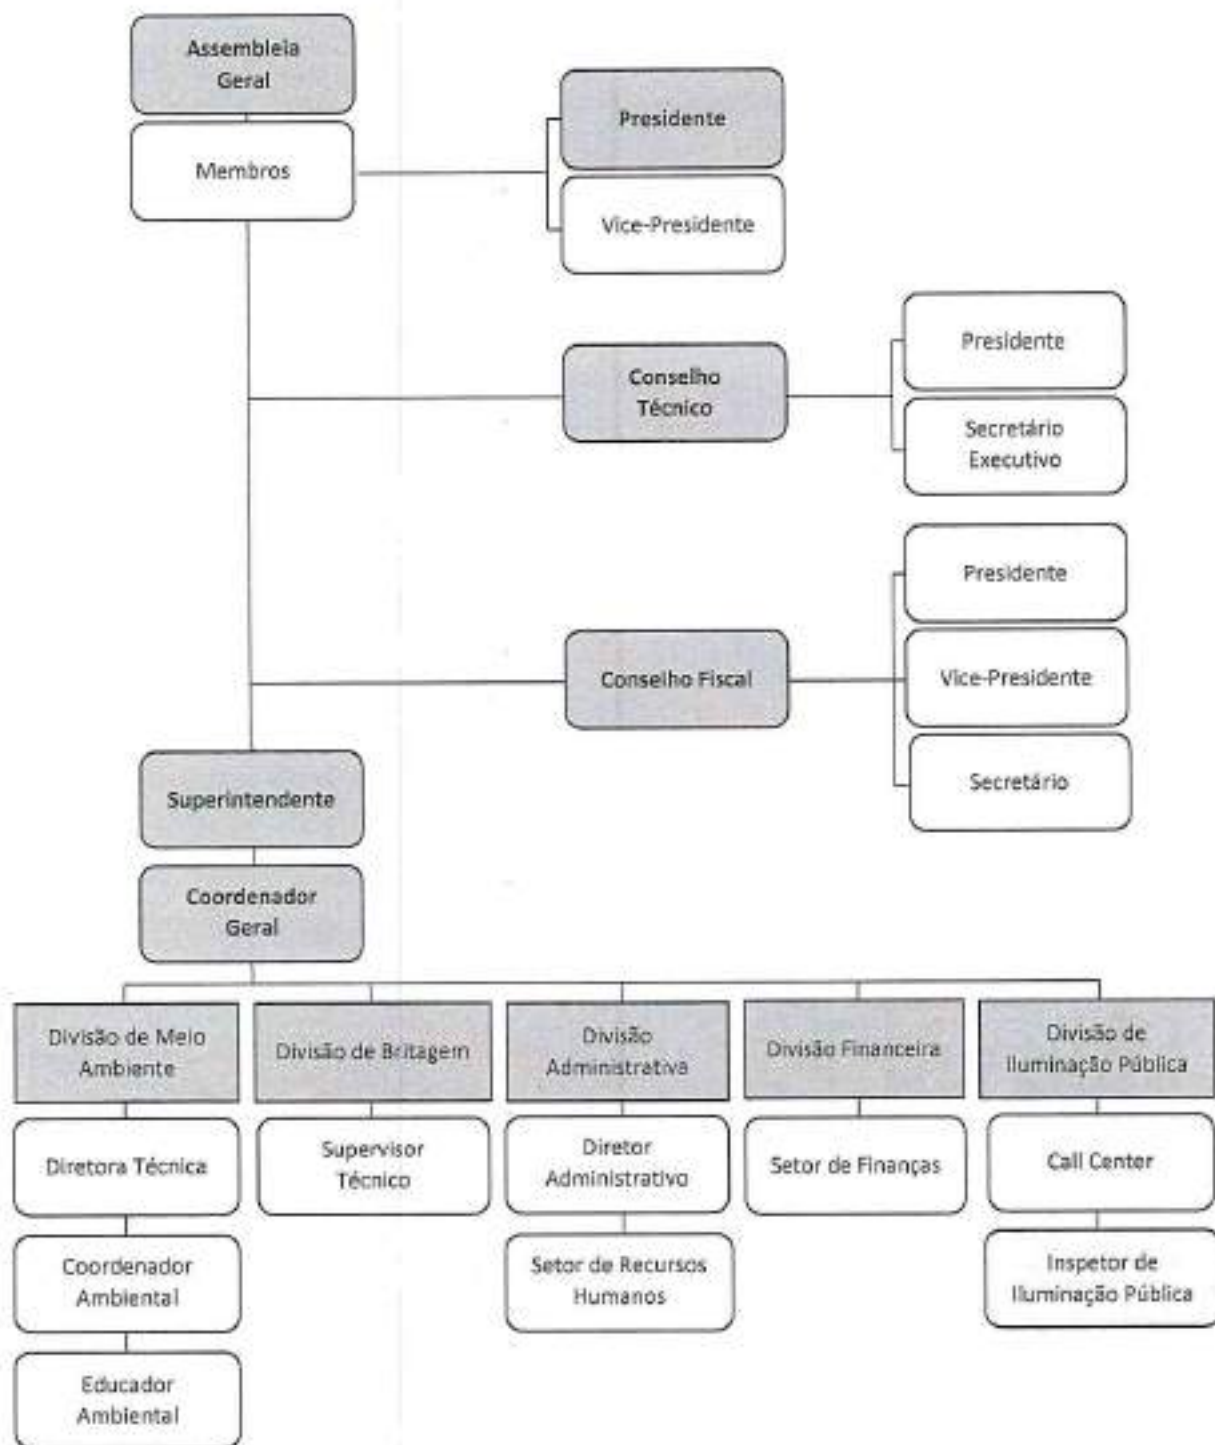 Assembleia
Geral
Membros
Presidente
Vice-Presidente
Conselho
Técnico
Presidente
Secretário
Executivo
Conselho Fiscal
Presidente
Vice-Presidente
Secretário
Superintendente
Coordenador
Geral
Divisão de Meio
Ambiente
Diretora Técnica
Coordenador
Ambiental
Educador
Ambiental
Divisão de Britagem
Supervisor
Técnico
Divisão
Administrativa
Diretor
Administrativo
Setor de Recursos
Humanos
Divisão Financeira
Setor de Finanças
Divisão de
Iluminação Pública
Call Center
Inspetor de
Iluminação Pública